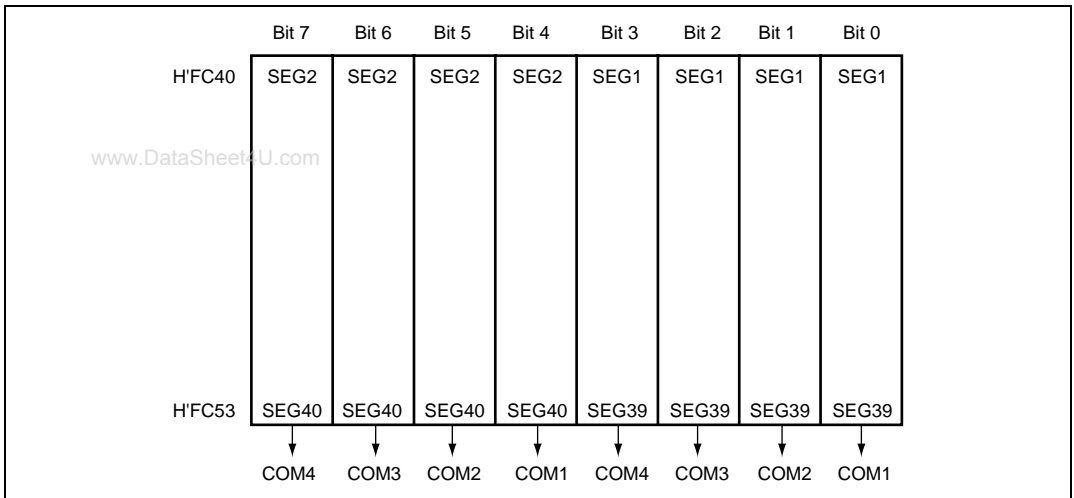 Bit 7 Bit 6 Bit 5 Bit 4 Bit 3 Bit 2 Bit 1 Bit 0
H'FC40 SEG2 SEG2 SEG2 SEG2 SEG1 SEG1 SEG1 SEG1
www.DataSheet4U.com
H'FC53 SEG40 SEG40 SEG40 SEG40 SEG39 SEG39 SEG39 SEG39
COM4 COM3 COM2 COM1 COM4 COM3 COM2 COM1